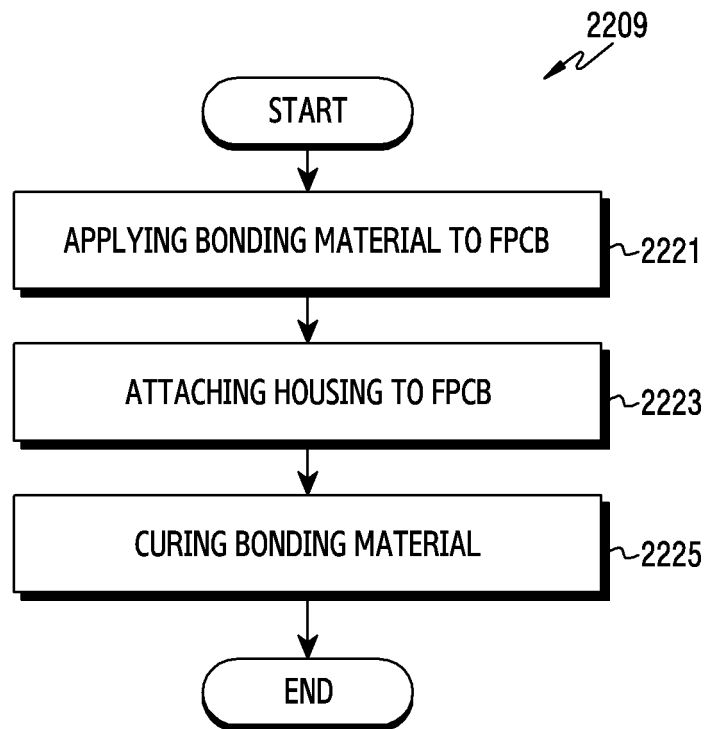 2209
START
APPLYING BONDING MATERIAL TO FPCB
2221
ATTACHING HOUSING TO FPCB
2223
CURING BONDING MATERIAL
2225
END